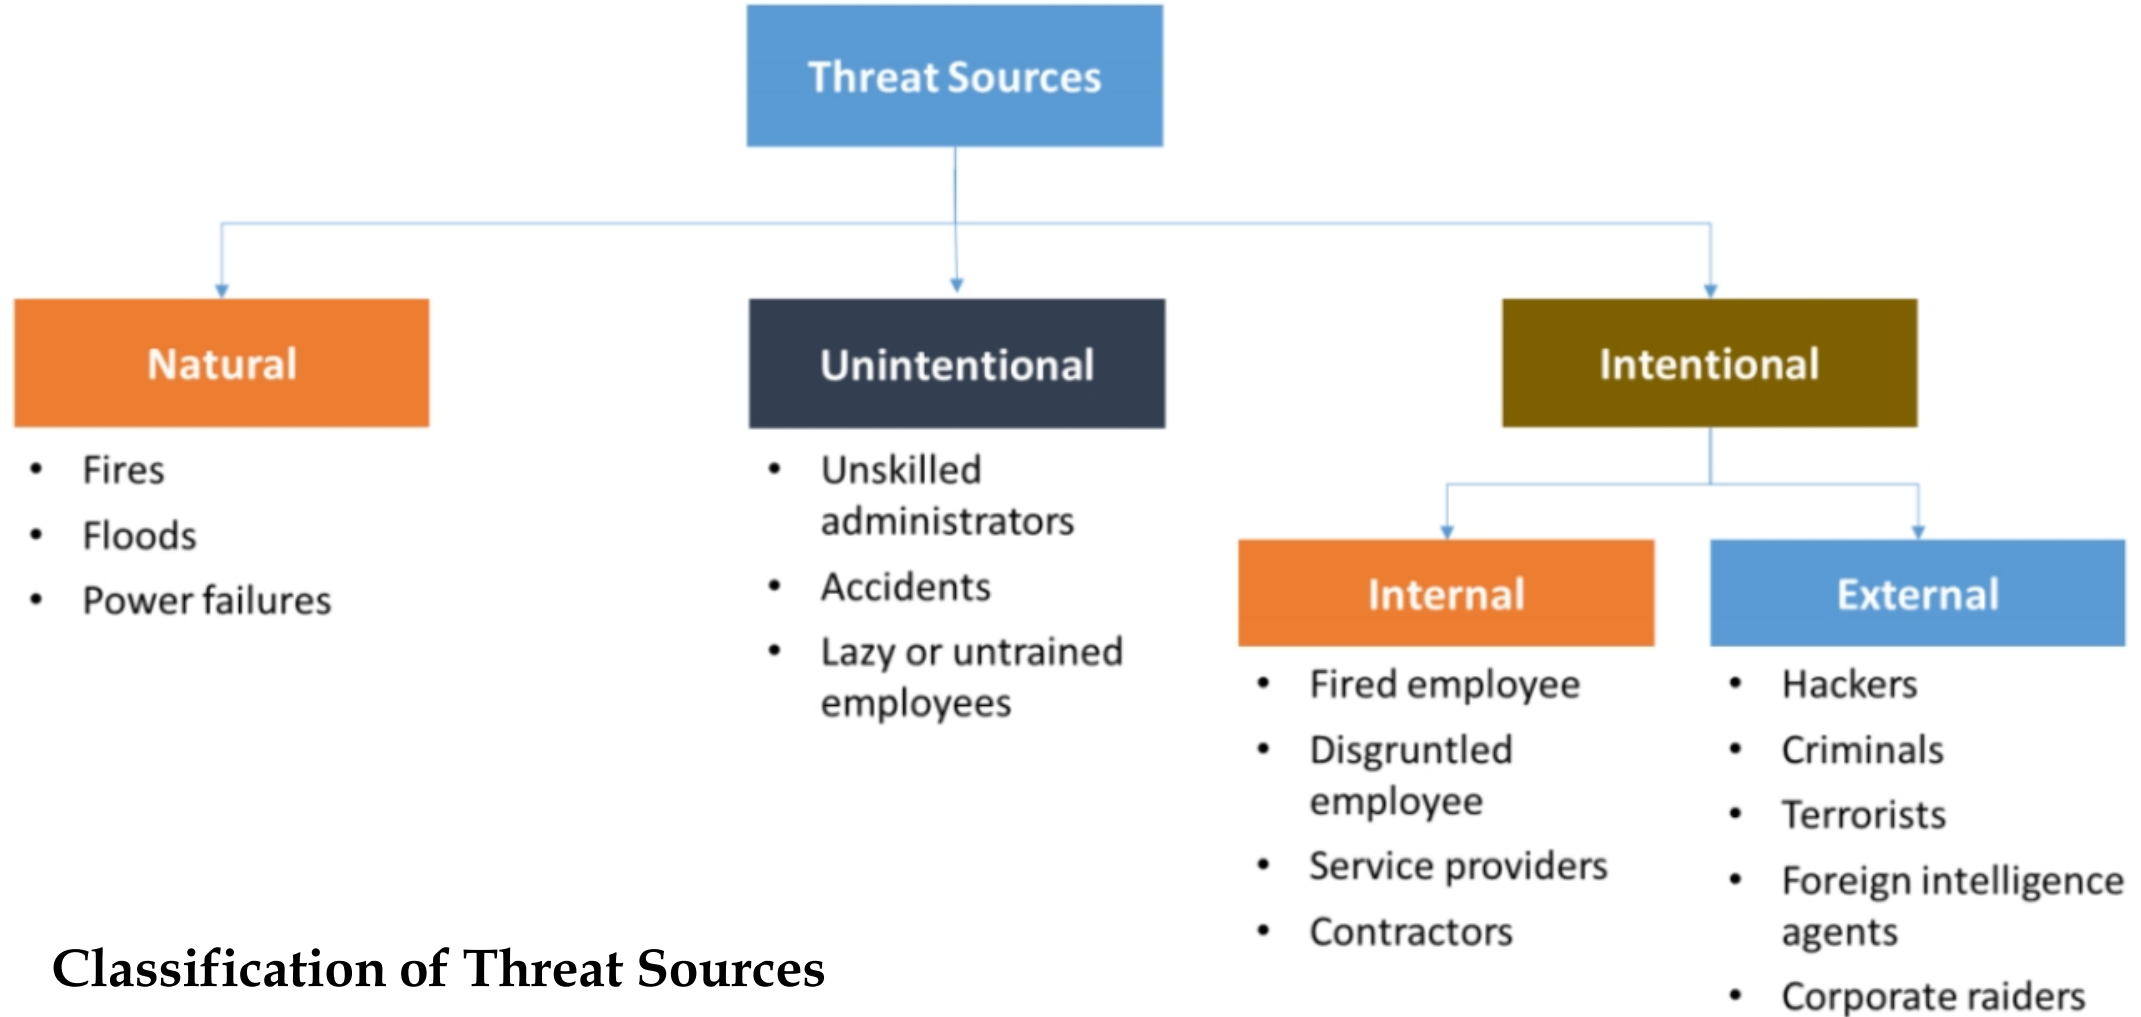 Threat Sources
Natural
• Fires
• Floods
• Power failures
Unintentional
• Unskilled
administrators
• Accidents
• Lazy or untrained
employees
Intentional
Internal
• Fired employee
• Disgruntled
employee
• Service providers
• Contractors
External
• Hackers
• Criminals
• Terrorists
• Foreign intelligence
agents
• Corporate raiders
Classification of Threat Sources